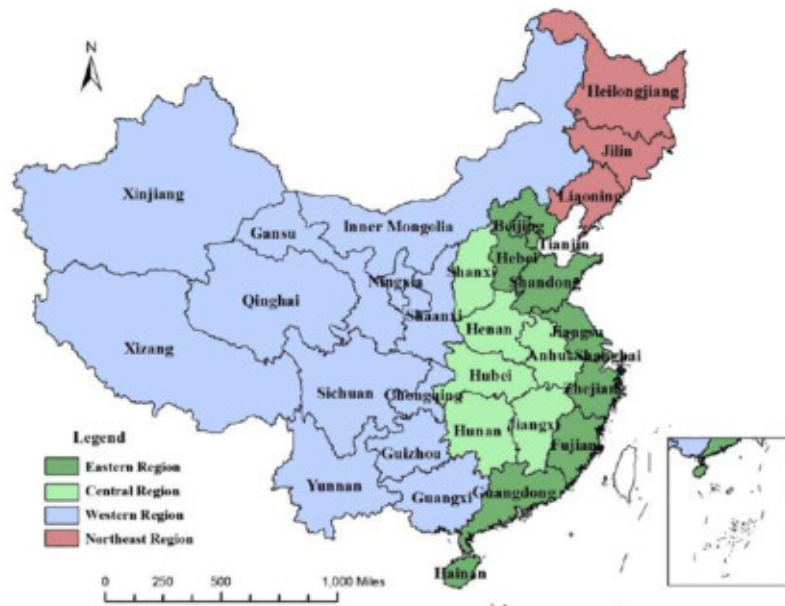 N
Heilongjiang
Jilin
Liaoning
Xinjiang
Gansu
Inner Mongolia
Beijing
Tianjin
Hebei
Shanxi
Shandong
Ningxia
Qinghai
Shaanxi
Henan
Jiangsu
Xizang
Anhui
Shanghai
Hubei
Sichuan
Chongqing
Zhejiang
Hunan
Jiangxi
Fujian
Guizhou
Yunnan
Guangxi
Guangdong
Hainan
Legend
Eastern Region
Central Region
Western Region
Northeast Region
0 250 500 1,000 Miles